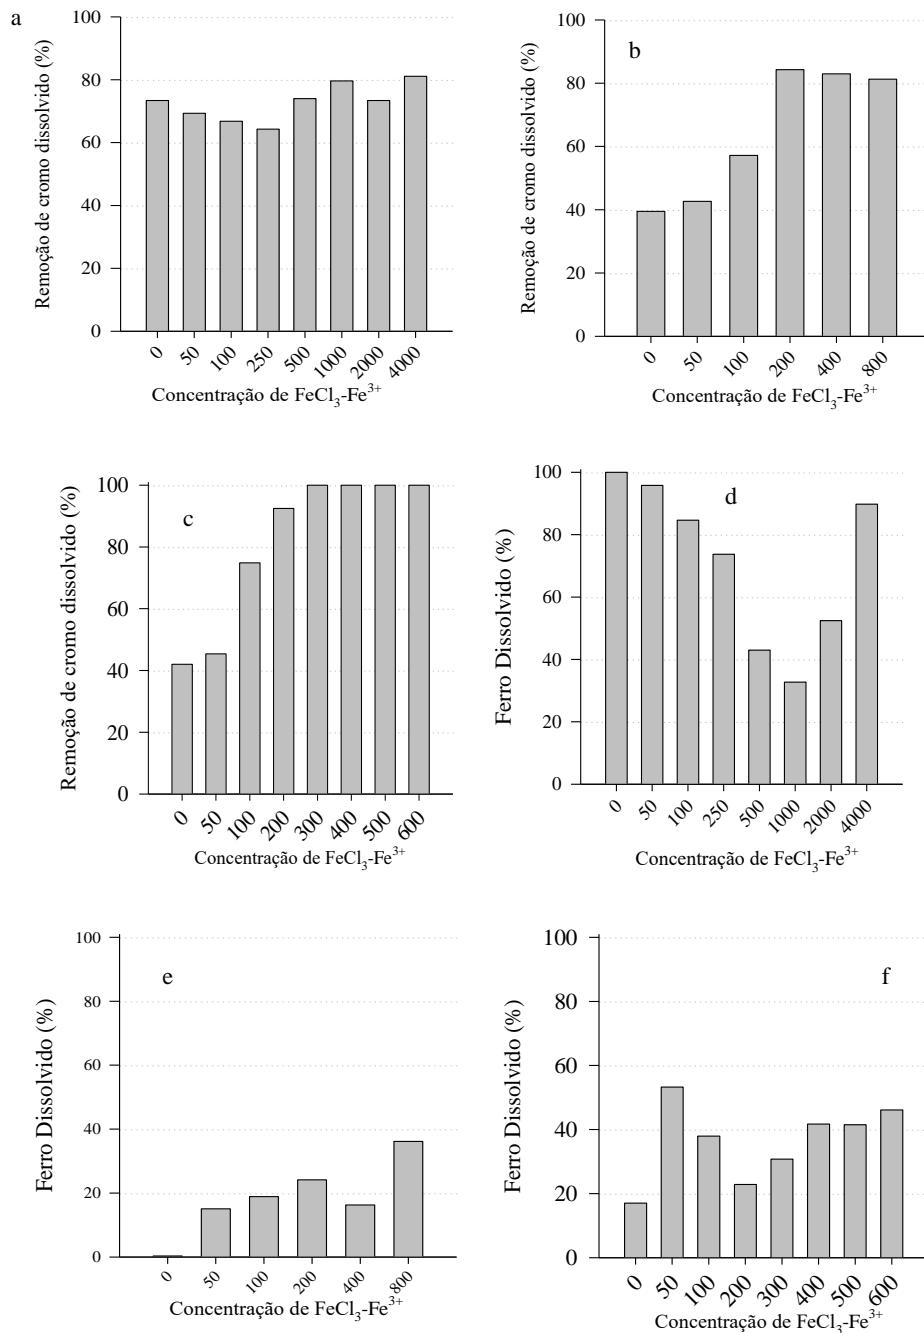 a
Remoção de cromo dissolvido (%)
100
80
60
40
20
0
0 50 100 250 500 1000 2000 4000
Concentração de FeCl3-Fe3+
b
Remoção de cromo dissolvido (%)
100
80
60
40
20
0
0 50 100 200 400 800
Concentração de FeCl3-Fe3+
c
Remoção de cromo dissolvido (%)
100
80
60
40
20
0
0 50 100 200 300 400 500 600
Concentração de FeCl3-Fe3+
d
Ferro Dissolvido (%)
100
80
60
40
20
0
0 50 100 250 500 1000 2000 4000
Concentração de FeCl3-Fe3+
e
Ferro Dissolvido (%)
100
80
60
40
20
0
0 50 100 200 400 800
Concentração de FeCl3-Fe3+
f
Ferro Dissolvido (%)
100
80
60
40
20
0
0 50 100 200 300 400 500 600
Concentração de FeCl3-Fe3+